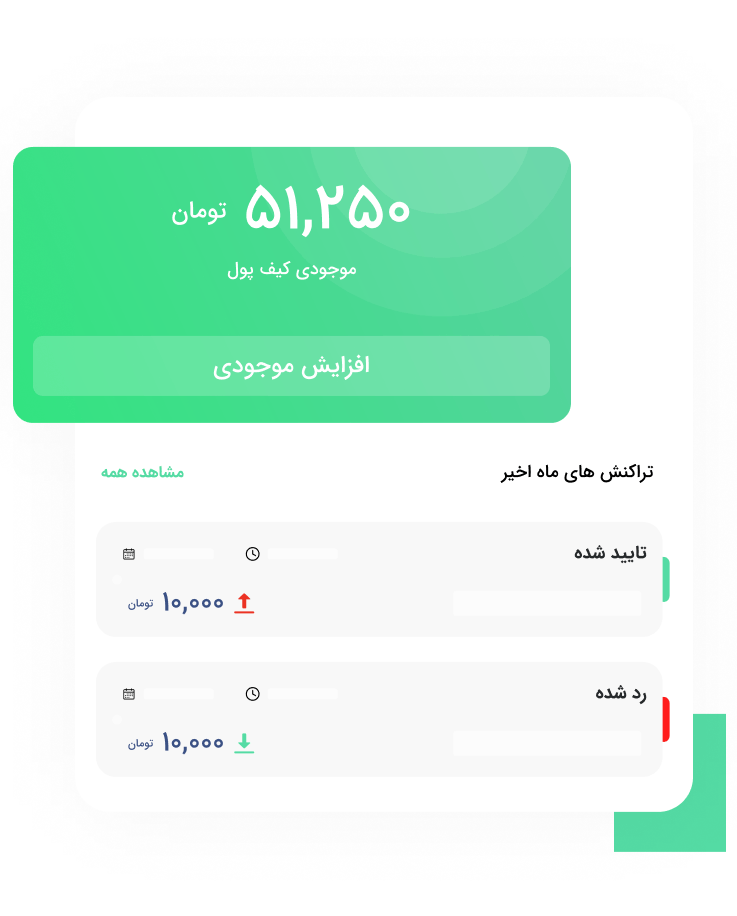 ۵۱,۲۵۰ تومان
موجودی کیف پول
افزایش موجودی
تراکنش های ماه اخیر
مشاهده همه
تایید شده
۱۰,۰۰۰ تومان
رد شده
۱۰,۰۰۰ تومان